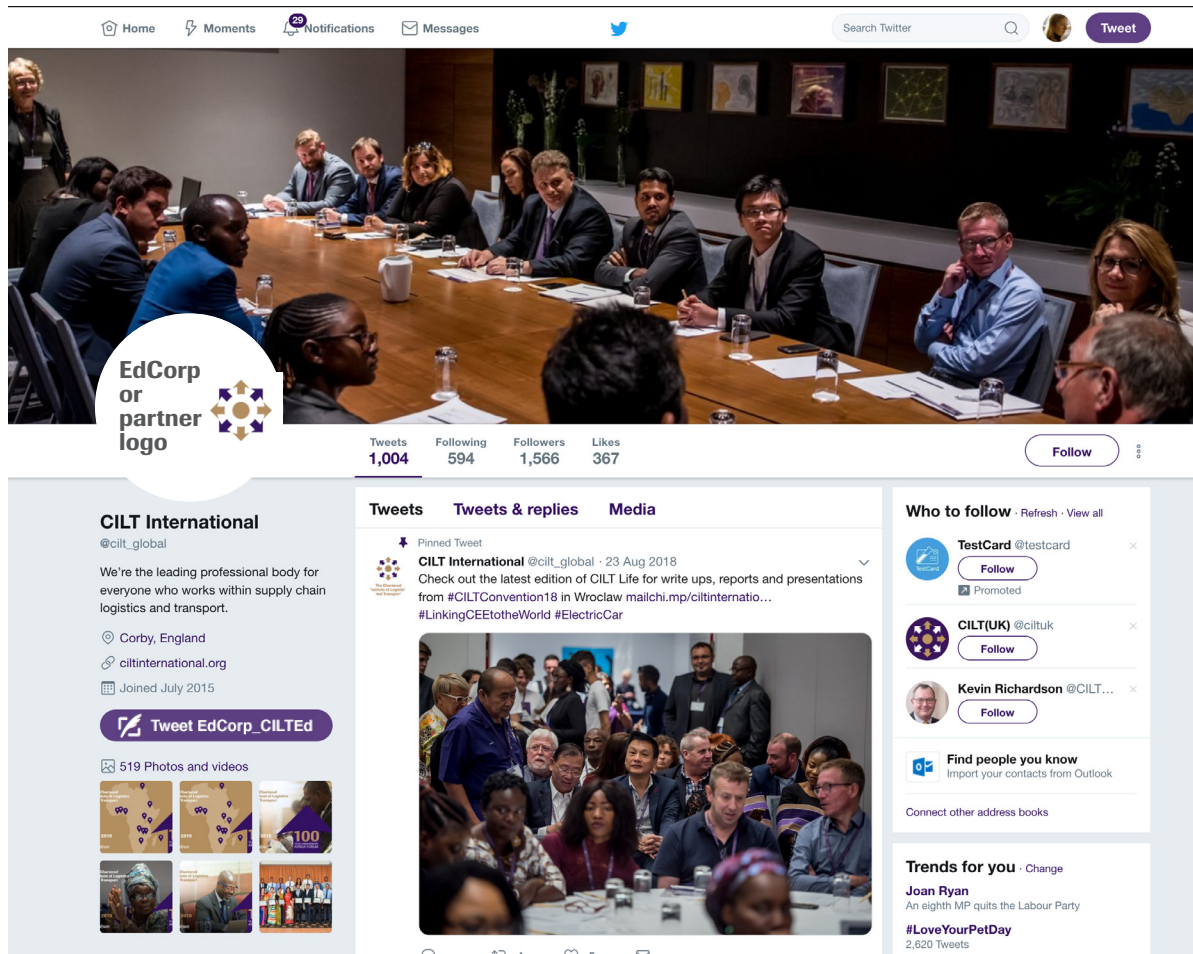 Home
Moments
29
Notifications
Messages
Search Twitter
Tweet
EdCorp
or
partner
logo
Tweets
1,004
Following
594
Followers
1,566
Likes
367
Follow
CILT International
@cilt_global
We're the leading professional body for
everyone who works within supply chain
logistics and transport.
Corby, England
ciltinternational.org
Joined July 2015
Tweet EdCorp_CILTEd
519 Photos and videos
100
Tweets
Tweets & replies
Media
Pinned Tweet
CILT International @cilt_global · 23 Aug 2018
Check out the latest edition of CILT Life for write ups, reports and presentations
from #CILTConvention18 in Wroclaw mailchi.mp/ciltinternatio…
#LinkingCEEtotheWorld #ElectricCar
Who to follow · Refresh · View all
TestCard @testcard
Follow
Promoted
CILT(UK) @ciltuk
Follow
Kevin Richardson @CILT…
Follow
Find people you know
Import your contacts from Outlook
Connect other address books
Trends for you · Change
Joan Ryan
An eighth MP quits the Labour Party
#LoveYourPetDay
2,620 Tweets